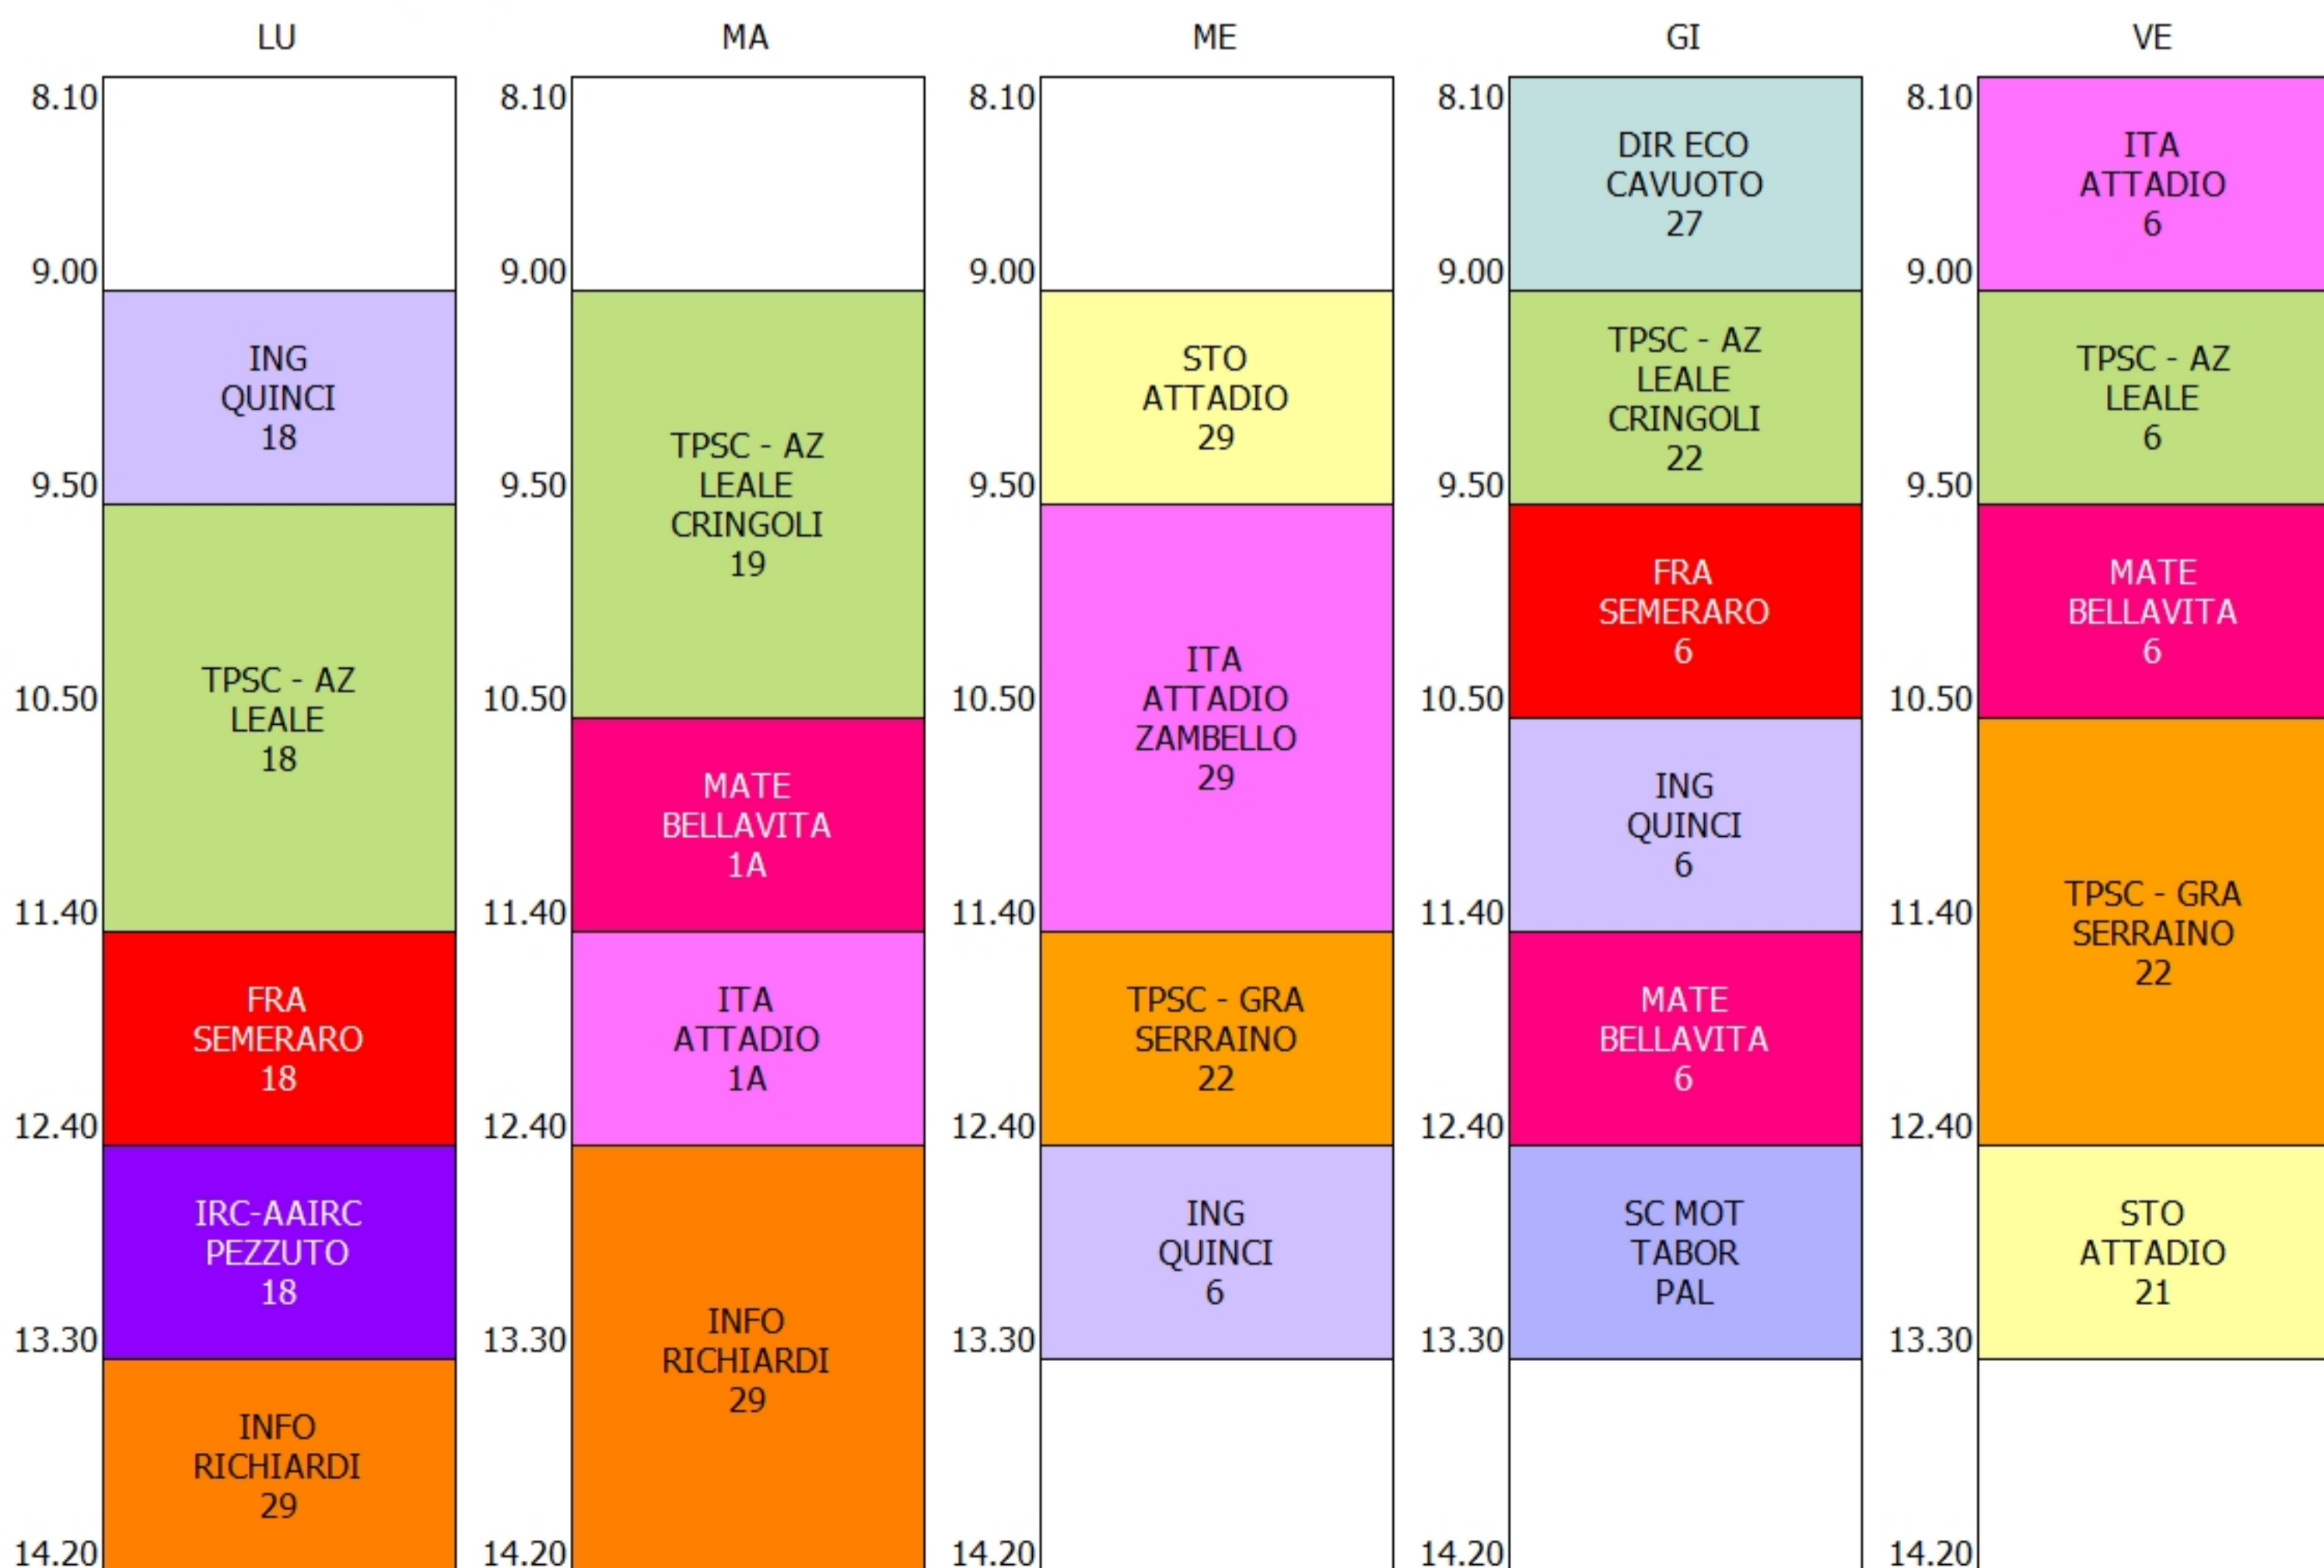 LU
8.10
9.00
ING
QUINCI
18
9.50
TPSC - AZ
LEALE
18
10.50
11.40
FRA
SEMERARO
18
12.40
IRC-AAIRC
PEZZUTO
18
13.30
INFO
RICHIARDI
29
14.20
MA
8.10
9.00
TPSC - AZ
LEALE
CRINGOLI
19
9.50
10.50
MATE
BELLAVITA
1A
11.40
ITA
ATTADIO
1A
12.40
INFO
RICHIARDI
29
13.30
14.20
ME
8.10
9.00
STO
ATTADIO
29
9.50
ITA
ATTADIO
ZAMBELLO
29
10.50
11.40
TPSC - GRA
SERRAINO
22
12.40
ING
QUINCI
6
13.30
14.20
GI
8.10
DIR ECO
CAVUOTO
27
9.00
TPSC - AZ
LEALE
CRINGOLI
22
9.50
FRA
SEMERARO
6
10.50
ING
QUINCI
6
11.40
MATE
BELLAVITA
6
12.40
SC MOT
TABOR
PAL
13.30
14.20
VE
8.10
ITA
ATTADIO
6
9.00
TPSC - AZ
LEALE
6
9.50
MATE
BELLAVITA
6
10.50
TPSC - GRA
SERRAINO
22
11.40
12.40
STO
ATTADIO
21
13.30
14.20